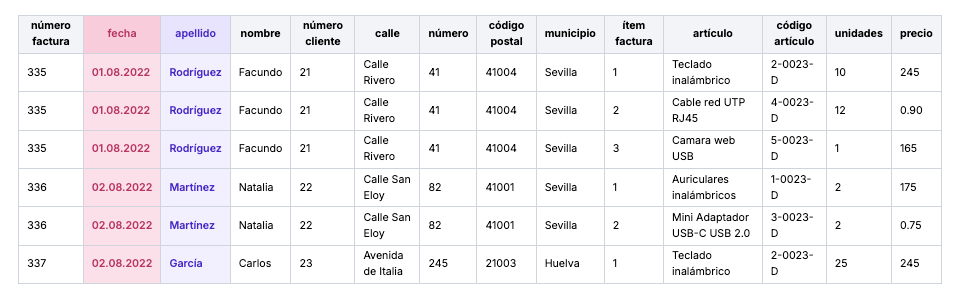 número factura fecha apellido nombre número cliente calle número código postal municipio ítem factura artículo código artículo unidades precio
335 01.08.2022 Rodríguez Facundo 21 Calle Rivero 41 41004 Sevilla 1 Teclado inalámbrico 2-0023-D 10 245
335 01.08.2022 Rodríguez Facundo 21 Calle Rivero 41 41004 Sevilla 2 Cable red UTP RJ45 4-0023-D 12 0.90
335 01.08.2022 Rodríguez Facundo 21 Calle Rivero 41 41004 Sevilla 3 Camara web USB 5-0023-D 1 165
336 02.08.2022 Martínez Natalia 22 Calle San Eloy 82 41001 Sevilla 1 Auriculares inalámbricos 1-0023-D 2 175
336 02.08.2022 Martínez Natalia 22 Calle San Eloy 82 41001 Sevilla 2 Mini Adaptador USB-C USB 2.0 3-0023-D 2 0.75
337 02.08.2022 García Carlos 23 Avenida de Italia 245 21003 Huelva 1 Teclado inalámbrico 2-0023-D 25 245